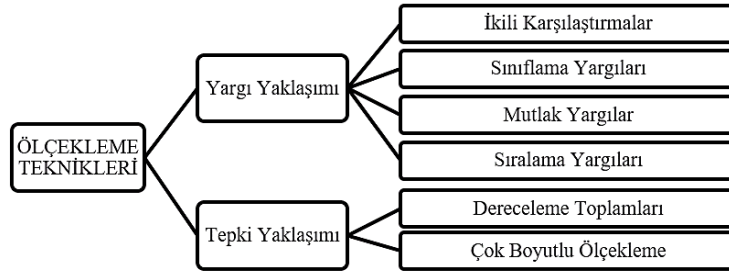 ÖLÇEKLEME
TEKNİKLERİ
Yargı Yaklaşımı
İkili Karşılaştırmalar
Sınıflama Yargıları
Mutlak Yargılar
Sıralama Yargıları
Tepki Yaklaşımı
Dereceleme Toplamları
Çok Boyutlu Ölçekleme